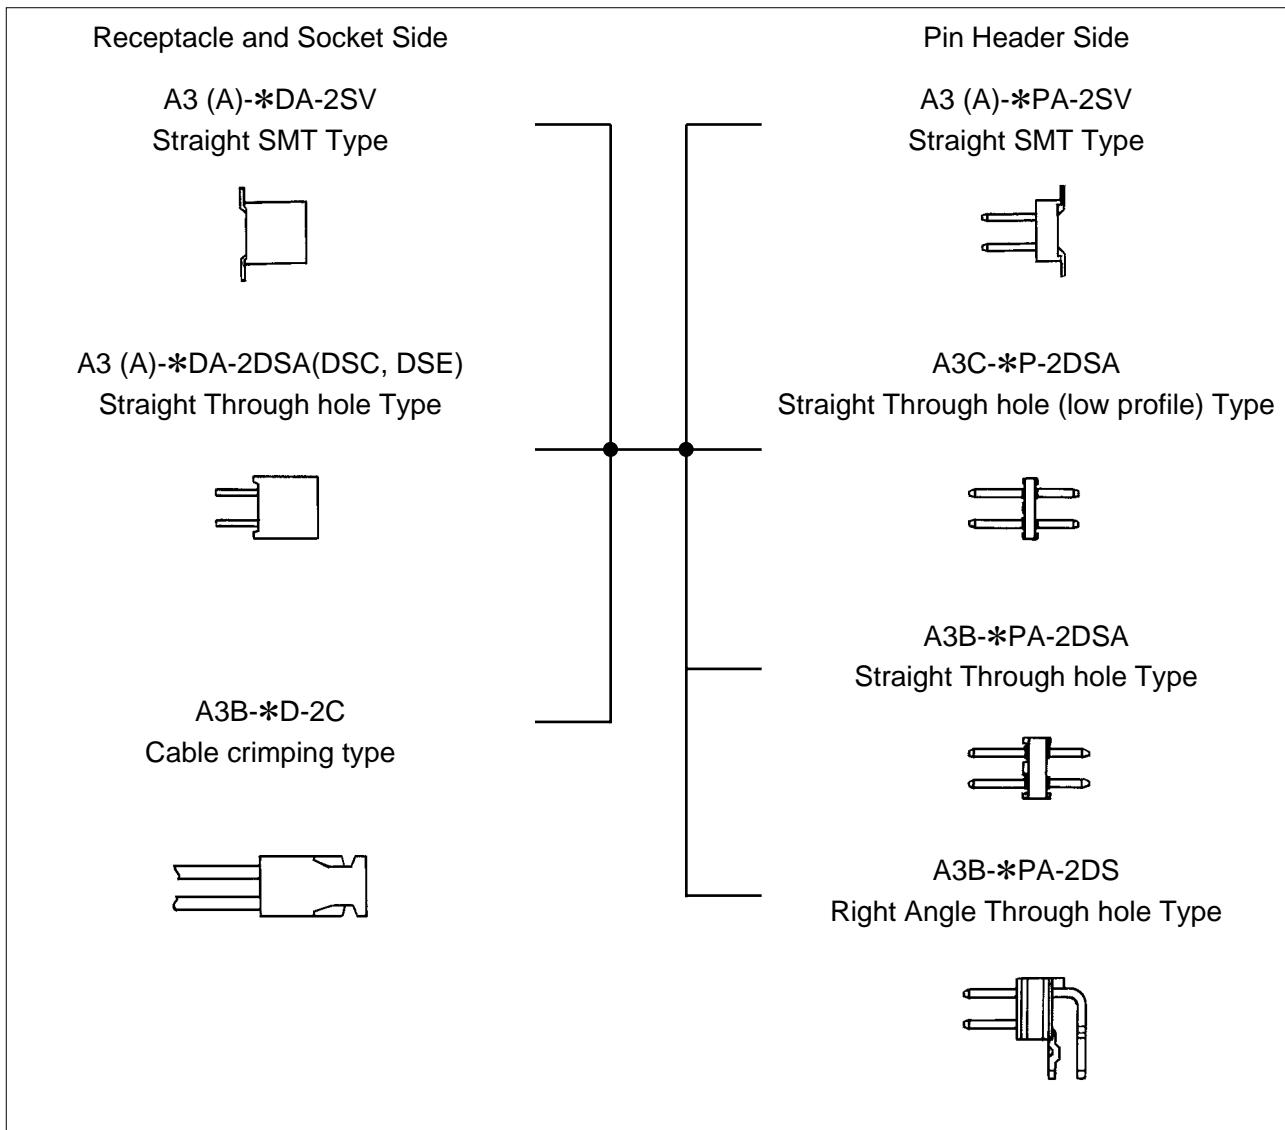 Receptacle and Socket Side
A3 (A)-*DA-2SV
Straight SMT Type
A3 (A)-*DA-2DSA(DSC, DSE)
Straight Through hole Type
A3B-*D-2C
Cable crimping type
Pin Header Side
A3 (A)-*PA-2SV
Straight SMT Type
A3C-*P-2DSA
Straight Through hole (low profile) Type
A3B-*PA-2DSA
Straight Through hole Type
A3B-*PA-2DS
Right Angle Through hole Type